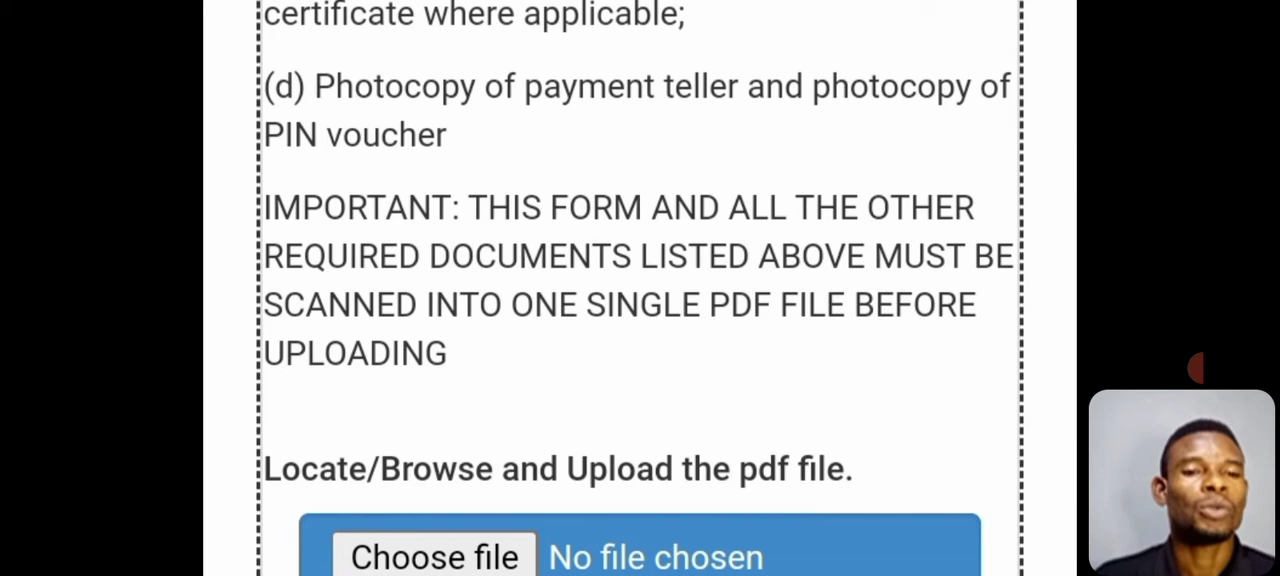 certificate where applicable;
(d) Photocopy of payment teller and photocopy of
PIN voucher
IMPORTANT: THIS FORM AND ALL THE OTHER
REQUIRED DOCUMENTS LISTED ABOVE MUST BE
SCANNED INTO ONE SINGLE PDF FILE BEFORE
UPLOADING
Locate/Browse and Upload the pdf file.
Choose file No file chosen